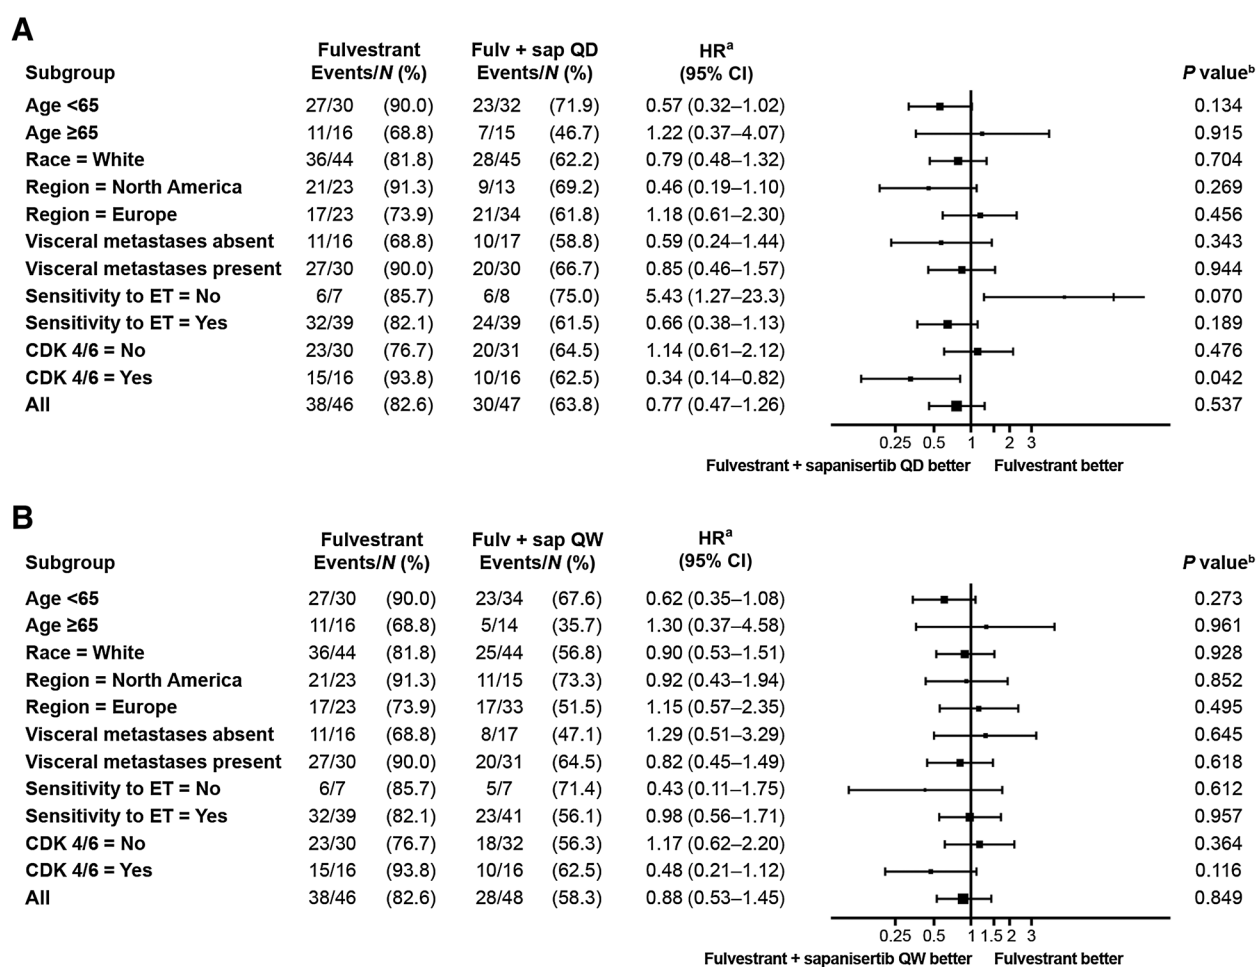 A
Fulvestrant Fulv + sap QD HRa
Subgroup Events/N (%) Events/N (%) (95% CI) P valueb
Age <65 27/30 (90.0) 23/32 (71.9) 0.57 (0.32–1.02) 0.134
Age ≥65 11/16 (68.8) 7/15 (46.7) 1.22 (0.37–4.07) 0.915
Race = White 36/44 (81.8) 28/45 (62.2) 0.79 (0.48–1.32) 0.704
Region = North America 21/23 (91.3) 9/13 (69.2) 0.46 (0.19–1.10) 0.269
Region = Europe 17/23 (73.9) 21/34 (61.8) 1.18 (0.61–2.30) 0.456
Visceral metastases absent 11/16 (68.8) 10/17 (58.8) 0.59 (0.24–1.44) 0.343
Visceral metastases present 27/30 (90.0) 20/30 (66.7) 0.85 (0.46–1.57) 0.944
Sensitivity to ET = No 6/7 (85.7) 6/8 (75.0) 5.43 (1.27–23.3) 0.070
Sensitivity to ET = Yes 32/39 (82.1) 24/39 (61.5) 0.66 (0.38–1.13) 0.189
CDK 4/6 = No 23/30 (76.7) 20/31 (64.5) 1.14 (0.61–2.12) 0.476
CDK 4/6 = Yes 15/16 (93.8) 10/16 (62.5) 0.34 (0.14–0.82) 0.042
All 38/46 (82.6) 30/47 (63.8) 0.77 (0.47–1.26) 0.537
0.25 0.5 1 2 3
Fulvestrant + sapanisertib QD better Fulvestrant better
B
Fulvestrant Fulv + sap QW HRa
Subgroup Events/N (%) Events/N (%) (95% CI) P valueb
Age <65 27/30 (90.0) 23/34 (67.6) 0.62 (0.35–1.08) 0.273
Age ≥65 11/16 (68.8) 5/14 (35.7) 1.30 (0.37–4.58) 0.961
Race = White 36/44 (81.8) 25/44 (56.8) 0.90 (0.53–1.51) 0.928
Region = North America 21/23 (91.3) 11/15 (73.3) 0.92 (0.43–1.94) 0.852
Region = Europe 17/23 (73.9) 17/33 (51.5) 1.15 (0.57–2.35) 0.495
Visceral metastases absent 11/16 (68.8) 8/17 (47.1) 1.29 (0.51–3.29) 0.645
Visceral metastases present 27/30 (90.0) 20/31 (64.5) 0.82 (0.45–1.49) 0.618
Sensitivity to ET = No 6/7 (85.7) 5/7 (71.4) 0.43 (0.11–1.75) 0.612
Sensitivity to ET = Yes 32/39 (82.1) 23/41 (56.1) 0.98 (0.56–1.71) 0.957
CDK 4/6 = No 23/30 (76.7) 18/32 (56.3) 1.17 (0.62–2.20) 0.364
CDK 4/6 = Yes 15/16 (93.8) 10/16 (62.5) 0.48 (0.21–1.12) 0.116
All 38/46 (82.6) 28/48 (58.3) 0.88 (0.53–1.45) 0.849
0.25 0.5 1 1.5 2 3
Fulvestrant + sapanisertib QW better Fulvestrant better